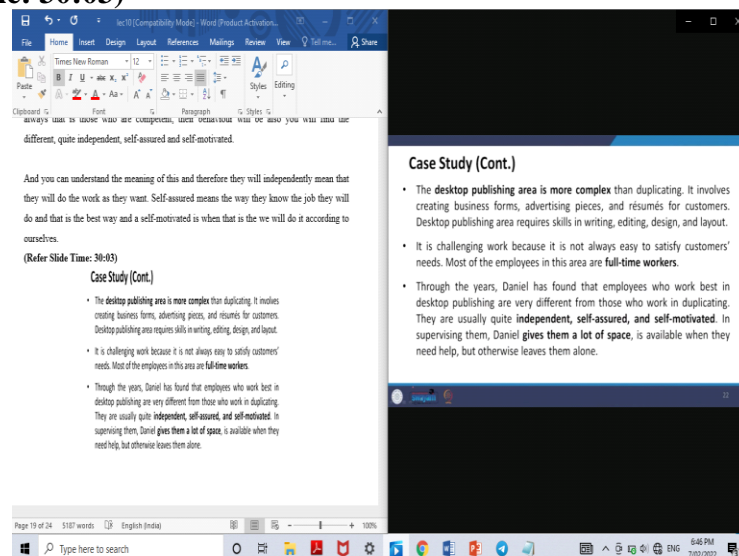 lec10 [Compatibility Mode] - Word (Product Activation...
File Home Insert Design Layout References Mailings Review View Tell me... Share
Times New Roman 12
Paste
B I U abc x, x² Styles Editing
A Aa A A
Clipboard Font Paragraph Styles
always that is those who are competent, their behaviour will be also you will find the
different, quite independent, self-assured and self-motivated.
And you can understand the meaning of this and therefore they will independently mean that
they will do the work as they want. Self-assured means the way they know the job they will
do and that is the best way and a self-motivated is when that is the we will do it according to
ourselves.
(Refer Slide Time: 30:03)
Case Study (Cont.)
• The desktop publishing area is more complex than duplicating. It involves
creating business forms, advertising pieces, and résumés for customers.
Desktop publishing area requires skills in writing, editing, design, and layout.
• It is challenging work because it is not always easy to satisfy customers'
needs. Most of the employees in this area are full-time workers.
• Through the years, Daniel has found that employees who work best in
desktop publishing are very different from those who work in duplicating.
They are usually quite independent, self-assured, and self-motivated. In
supervising them, Daniel gives them a lot of space, is available when they
need help, but otherwise leaves them alone.
Page 19 of 24 5187 words English (India) 100%
Case Study (Cont.)
• The desktop publishing area is more complex than duplicating. It involves
creating business forms, advertising pieces, and résumés for customers.
Desktop publishing area requires skills in writing, editing, design, and layout.
• It is challenging work because it is not always easy to satisfy customers'
needs. Most of the employees in this area are full-time workers.
• Through the years, Daniel has found that employees who work best in
desktop publishing are very different from those who work in duplicating.
They are usually quite independent, self-assured, and self-motivated. In
supervising them, Daniel gives them a lot of space, is available when they
need help, but otherwise leaves them alone.
22
Type here to search ENG 6:46 PM
7/02/2022